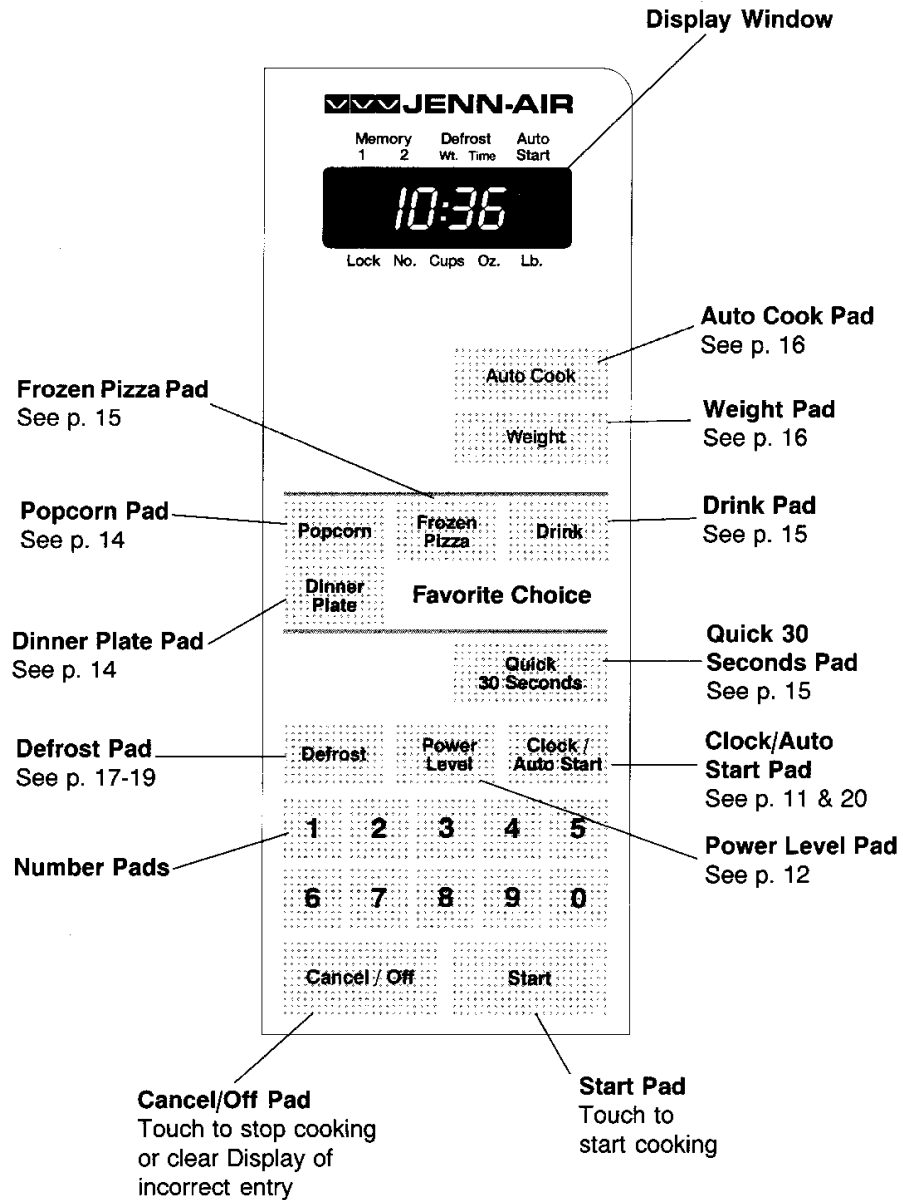 Display Window
JENN-AIR
Memory Defrost Auto
1 2 Wt. Time Start
10:36
Lock No. Cups Oz. Lb.
Auto Cook Pad
See p. 16
Auto Cook
Frozen Pizza Pad
See p. 15
Weight Pad
See p. 16
Weight
Popcorn Pad
See p. 14
Popcorn
Frozen
Pizza
Drink
Drink Pad
See p. 15
Dinner
Plate
Favorite Choice
Dinner Plate Pad
See p. 14
Quick
30 Seconds
Quick 30
Seconds Pad
See p. 15
Defrost Pad
See p. 17-19
Defrost
Power
Level
Clock /
Auto Start
Clock/Auto
Start Pad
See p. 11 & 20
1 2 3 4 5
Number Pads
Power Level Pad
See p. 12
6 7 8 9 0
Cancel / Off
Start
Cancel/Off Pad
Touch to stop cooking
or clear Display of
incorrect entry
Start Pad
Touch to
start cooking